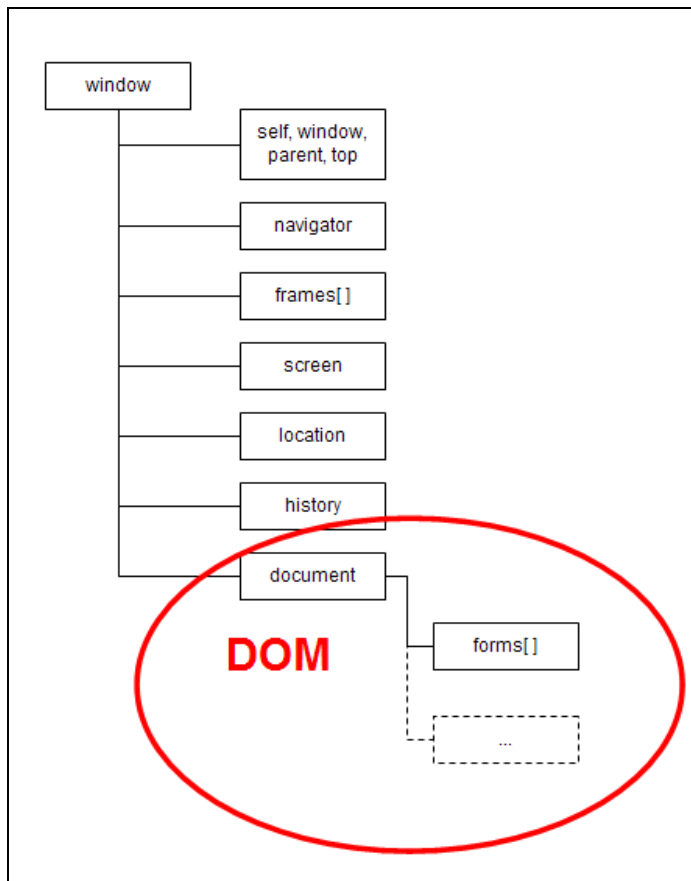 window
self, window,
parent, top
navigator
frames[ ]
screen
location
history
document
DOM
forms[ ]
...